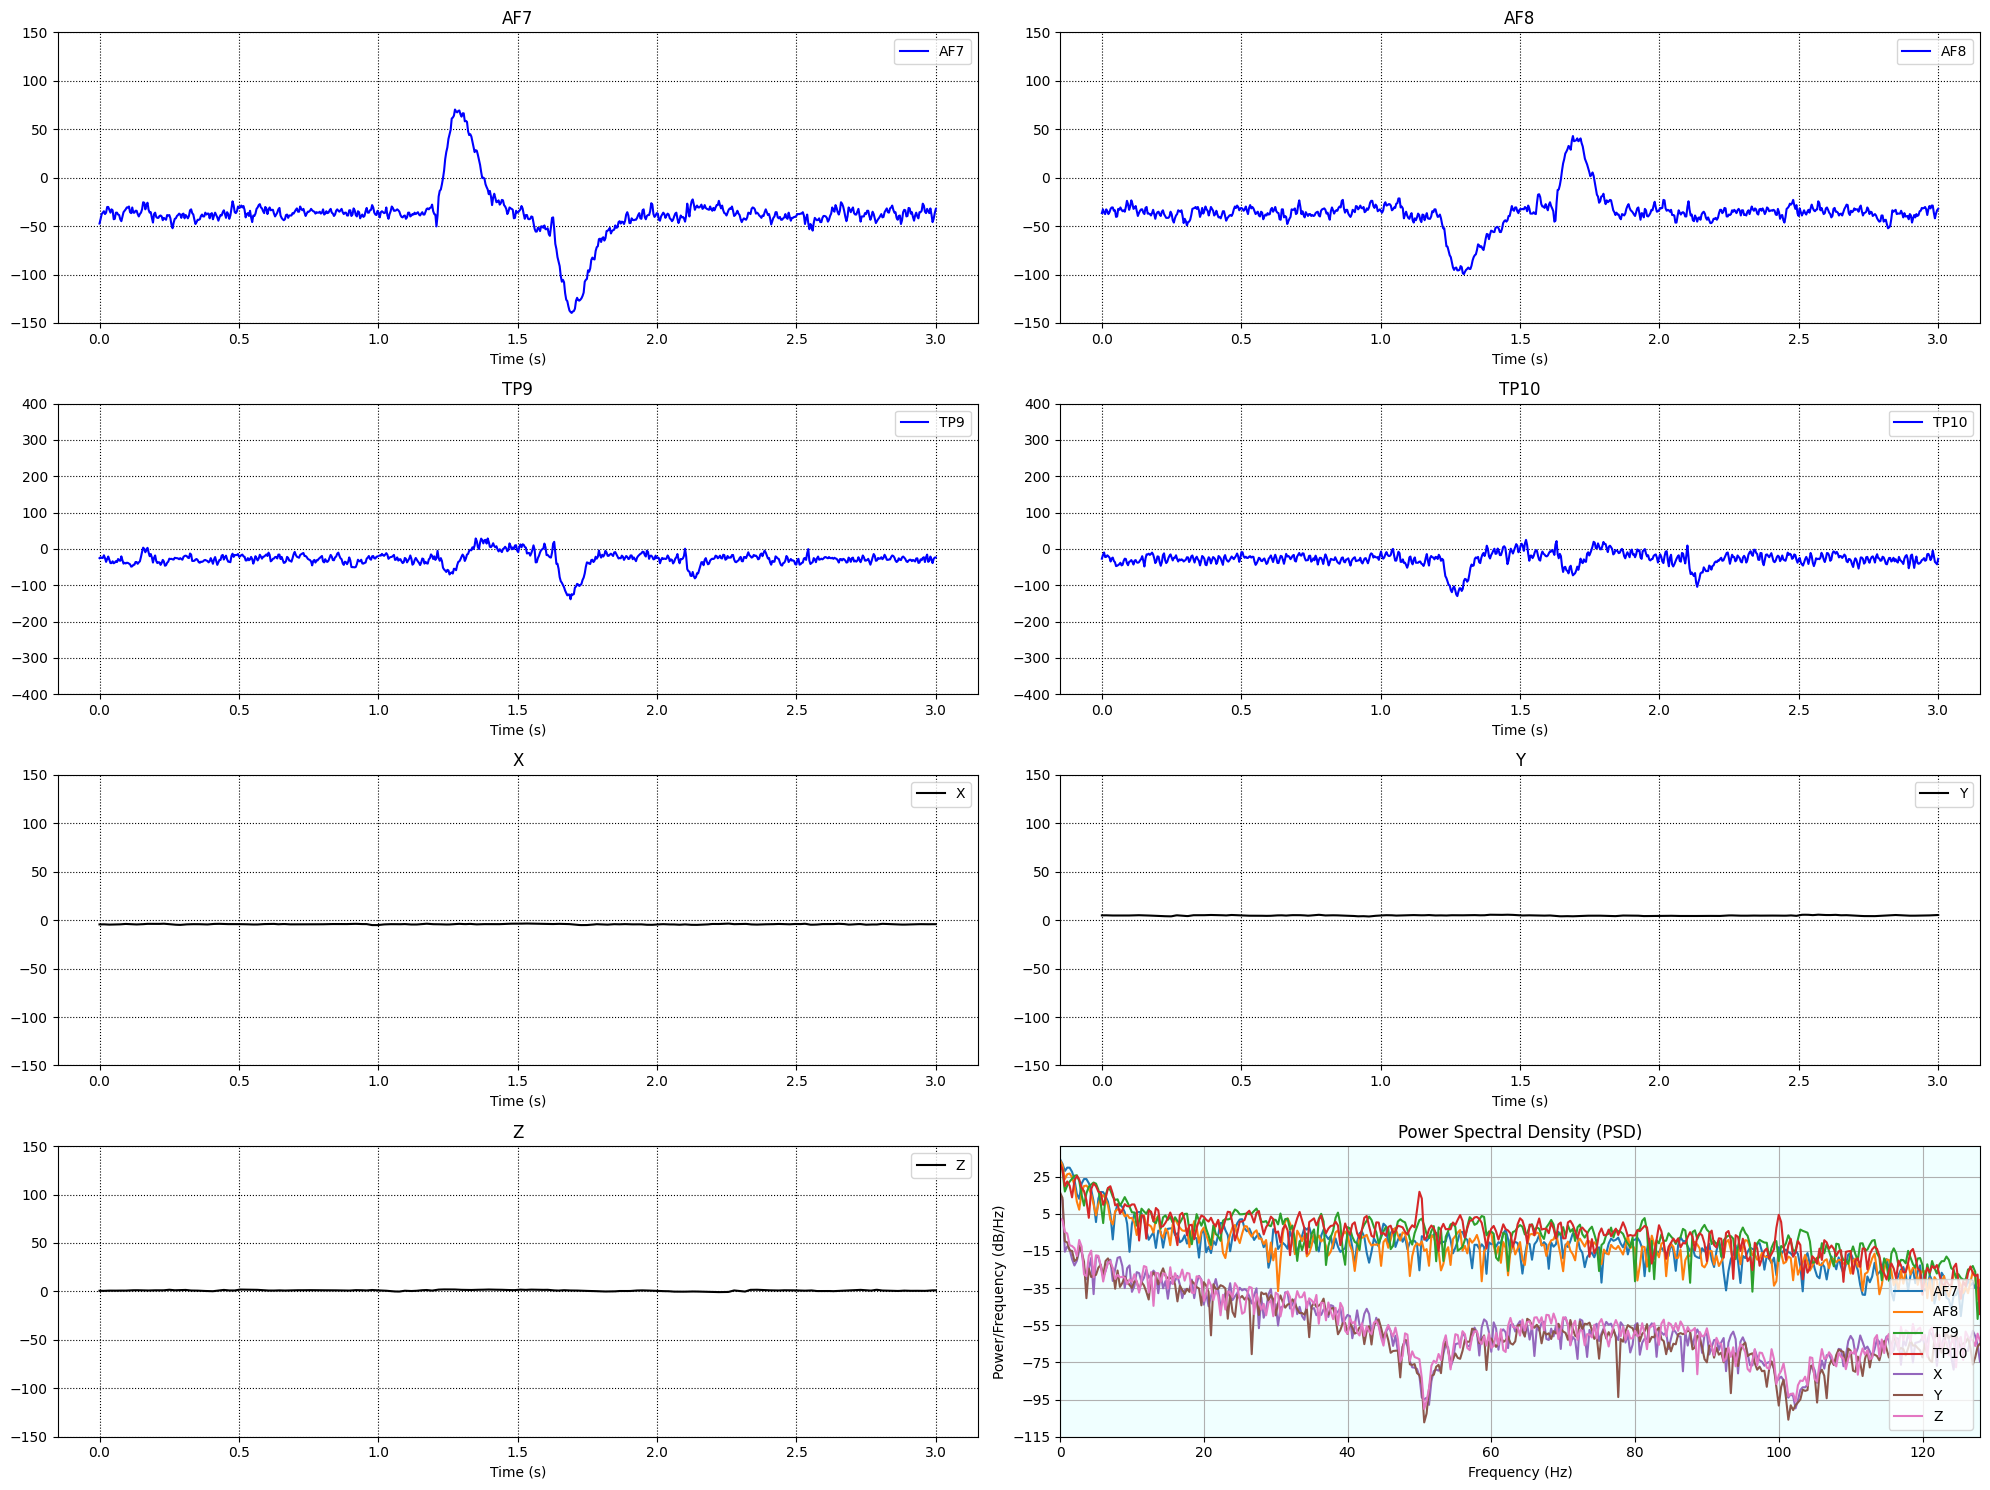 AF7
150
100
50
0
−50
−100
−150
AF7
0.0 0.5 1.0 1.5 2.0 2.5 3.0
Time (s)
AF8
150
100
50
0
−50
−100
−150
AF8
0.0 0.5 1.0 1.5 2.0 2.5 3.0
Time (s)
TP9
400
300
200
100
0
−100
−200
−300
−400
TP9
0.0 0.5 1.0 1.5 2.0 2.5 3.0
Time (s)
TP10
400
300
200
100
0
−100
−200
−300
−400
TP10
0.0 0.5 1.0 1.5 2.0 2.5 3.0
Time (s)
X
150
100
50
0
−50
−100
−150
X
0.0 0.5 1.0 1.5 2.0 2.5 3.0
Time (s)
Y
150
100
50
0
−50
−100
−150
Y
0.0 0.5 1.0 1.5 2.0 2.5 3.0
Time (s)
Z
150
100
50
0
−50
−100
−150
Z
0.0 0.5 1.0 1.5 2.0 2.5 3.0
Time (s)
Power Spectral Density (PSD)
Power/Frequency (dB/Hz)
25
5
−15
−35
−55
−75
−95
−115
AF7
AF8
TP9
TP10
X
Y
Z
0 20 40 60 80 100 120
Frequency (Hz)